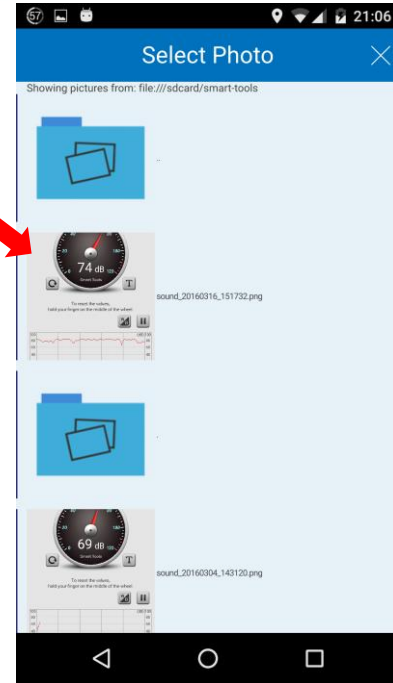 57
21:06
Select Photo
Showing pictures from: file:///sdcard/smart-tools
..
74 dB
Smart Tools
T
To reset the values,
hold your finger on the middle of the wheel
sound_20160316_151732.png
.
69 dB
Smart Tools
T
To reset the values,
hold your finger on the middle of the wheel
sound_20160304_143120.png